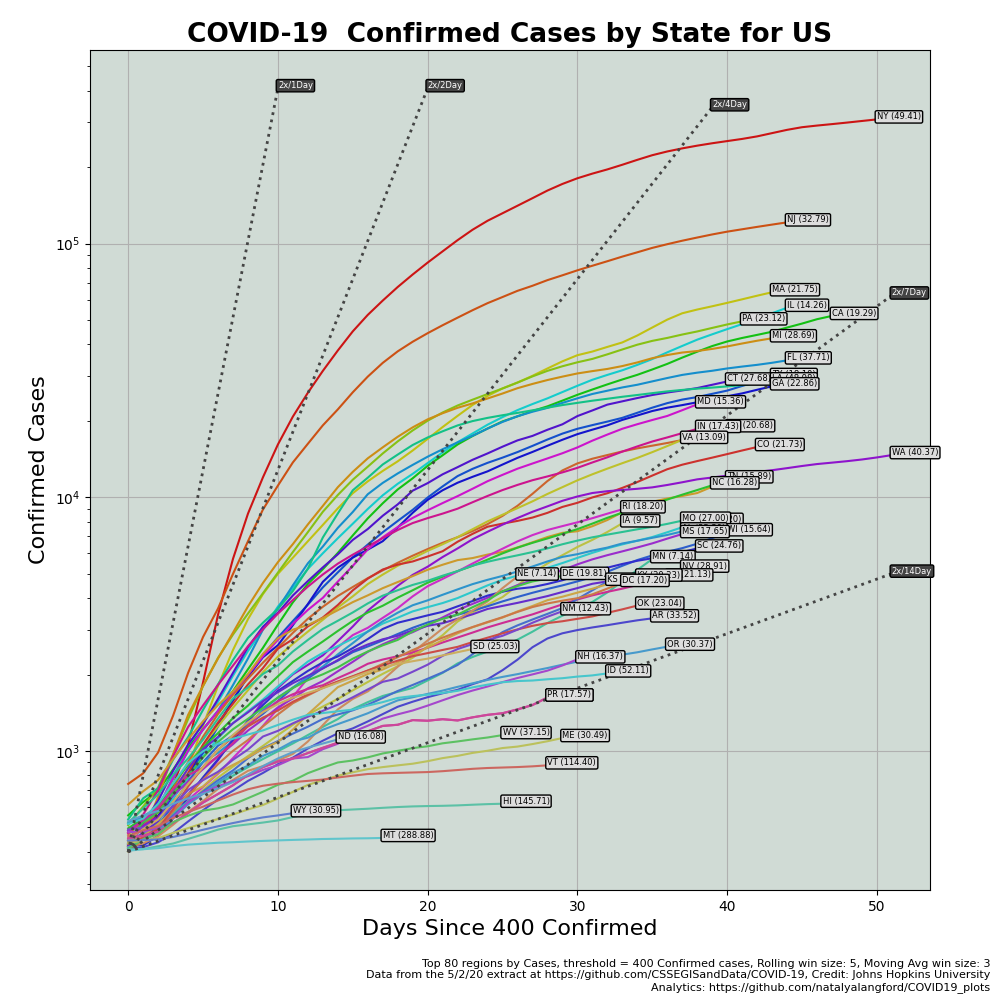 COVID-19 Confirmed Cases by State for US
2x/1Day
2x/2Day
2x/4Day
NY (49.41)
NJ (32.79)
MA (21.75)
2x/7Day
IL (14.26)
CA (19.29)
PA (23.12)
MI (28.69)
FL (37.71)
CT (27.68)
GA (22.86)
MD (15.36)
IN (17.43)
20.68)
VA (13.09)
CO (21.73)
WA (40.37)
NC (16.28)
RI (18.20)
IA (9.57)
MO (27.00)
MS (17.65)
WI (15.64)
SC (24.76)
MN (7.14)
NV (28.91)
21.13)
NE (7.14)
DE (19.81)
KS
DC (17.20)
2x/14Day
NM (12.43)
OK (23.04)
AR (33.52)
SD (25.03)
OR (30.37)
NH (16.37)
ID (52.11)
PR (17.57)
ND (16.08)
WV (37.15)
ME (30.49)
VT (114.40)
WY (30.95)
HI (145.71)
MT (288.88)
10^5
10^4
10^3
Confirmed Cases
0 10 20 30 40 50
Days Since 400 Confirmed
Top 80 regions by Cases, threshold = 400 Confirmed cases, Rolling win size: 5, Moving Avg win size: 3
Data from the 5/2/20 extract at https://github.com/CSSEGISandData/COVID-19, Credit: Johns Hopkins University
Analytics: https://github.com/natalyalangford/COVID19_plots